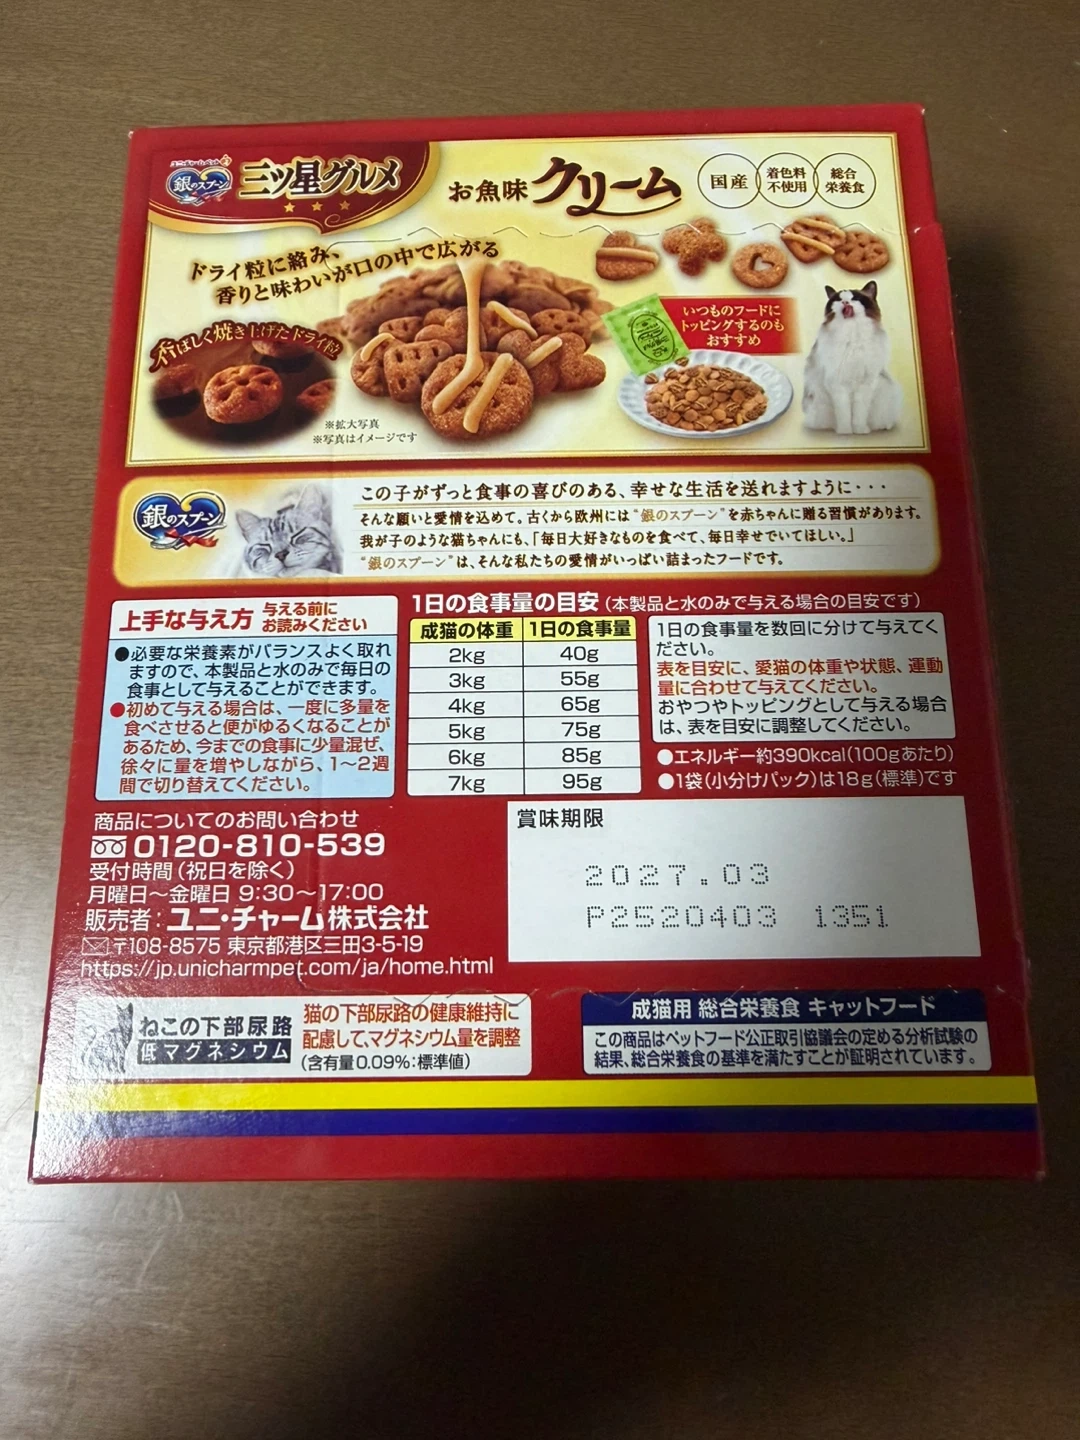 ユニ・チャームペット
銀のスプーン
三ツ星グルメ
お魚味クリーム
国産
着色料
不使用
総合
栄養食
ドライ粒に絡み、
香りと味わいが口の中で広がる
香ばしく焼き上げたドライ粒
※拡大写真
※写真はイメージです
いつものフードに
トッピングするのも
おすすめ
銀のスプーン
この子がずっと食事の喜びのある、幸せな生活を送れますように・・・
そんな願いと愛情を込めて。古くから欧州には“銀のスプーン”を赤ちゃんに贈る習慣があります。
我が子のような猫ちゃんにも、「毎日大好きなものを食べて、毎日幸せでいてほしい。」
“銀のスプーン”は、そんな私たちの愛情がいっぱい詰まったフードです。
上手な与え方 与える前に
お読みください
●必要な栄養素がバランスよく取れ
ますので、本製品と水のみで毎日の
食事として与えることができます。
●初めて与える場合は、一度に多量を
食べさせると便がゆるくなることが
あるため、今までの食事に少量混ぜ、
徐々に量を増やしながら、1～2週
間で切り替えてください。
1日の食事量の目安(本製品と水のみで与える場合の目安です)
成猫の体重 1日の食事量
2kg 40g
3kg 55g
4kg 65g
5kg 75g
6kg 85g
7kg 95g
1日の食事量を数回に分けて与えてく
ださい。
表を目安に、愛猫の体重や状態、運動
量に合わせて与えてください。
おやつやトッピングとして与える場合
は、表を目安に調整してください。
●エネルギー約390kcal(100gあたり)
●1袋(小分けパック)は18g(標準)です
商品についてのお問い合わせ
0120-810-539
受付時間(祝日を除く)
月曜日～金曜日 9:30～17:00
販売者:ユニ・チャーム株式会社
〒108-8575 東京都港区三田3-5-19
https://jp.unicharmpet.com/ja/home.html
賞味期限
2027.03
P2520403 1351
ねこの下部尿路
低マグネシウム
猫の下部尿路の健康維持に
配慮して、マグネシウム量を調整
(含有量0.09%:標準値)
成猫用 総合栄養食 キャットフード
この商品はペットフード公正取引協議会の定める分析試験の
結果、総合栄養食の基準を満たすことが証明されています。